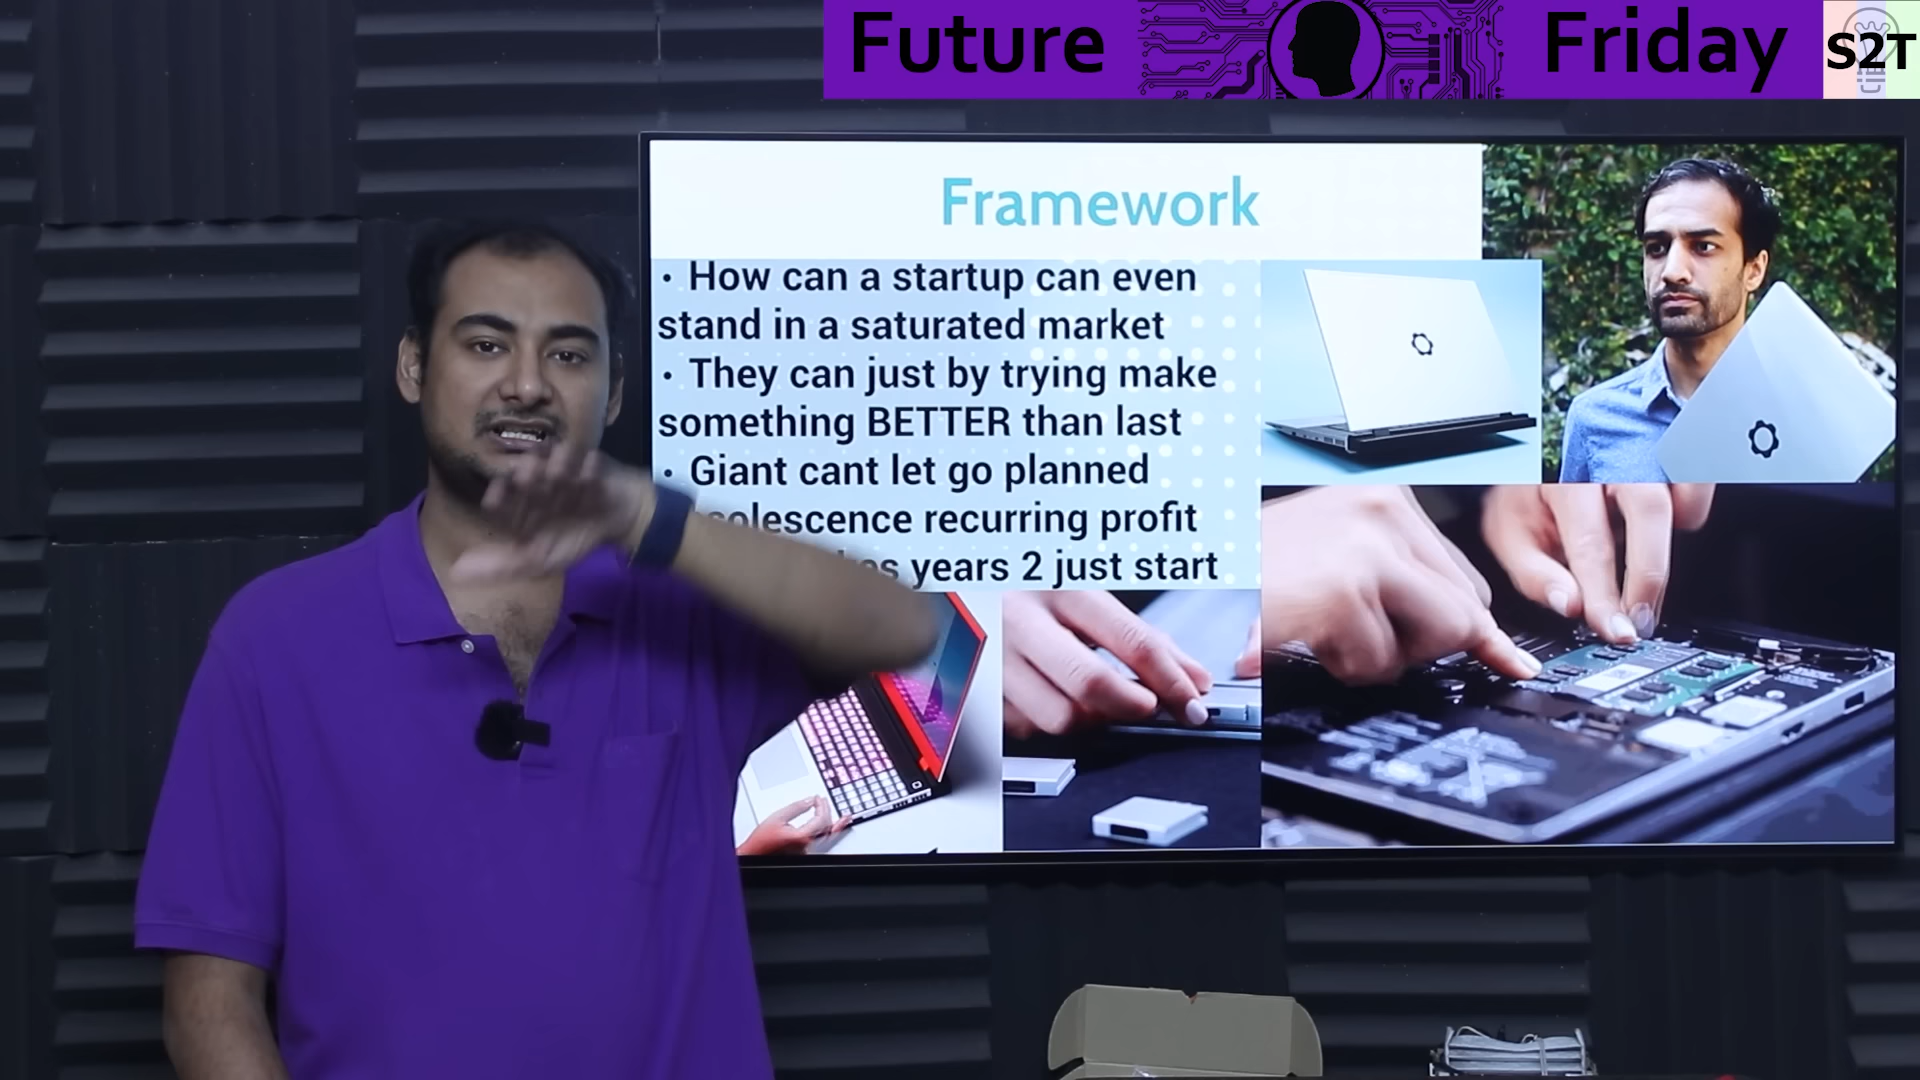 Future Friday
S2T
Framework
• How can a startup can even
stand in a saturated market
• They can just by trying make
something BETTER than last
• Giant cant let go planned
recurring profit
years 2 just start